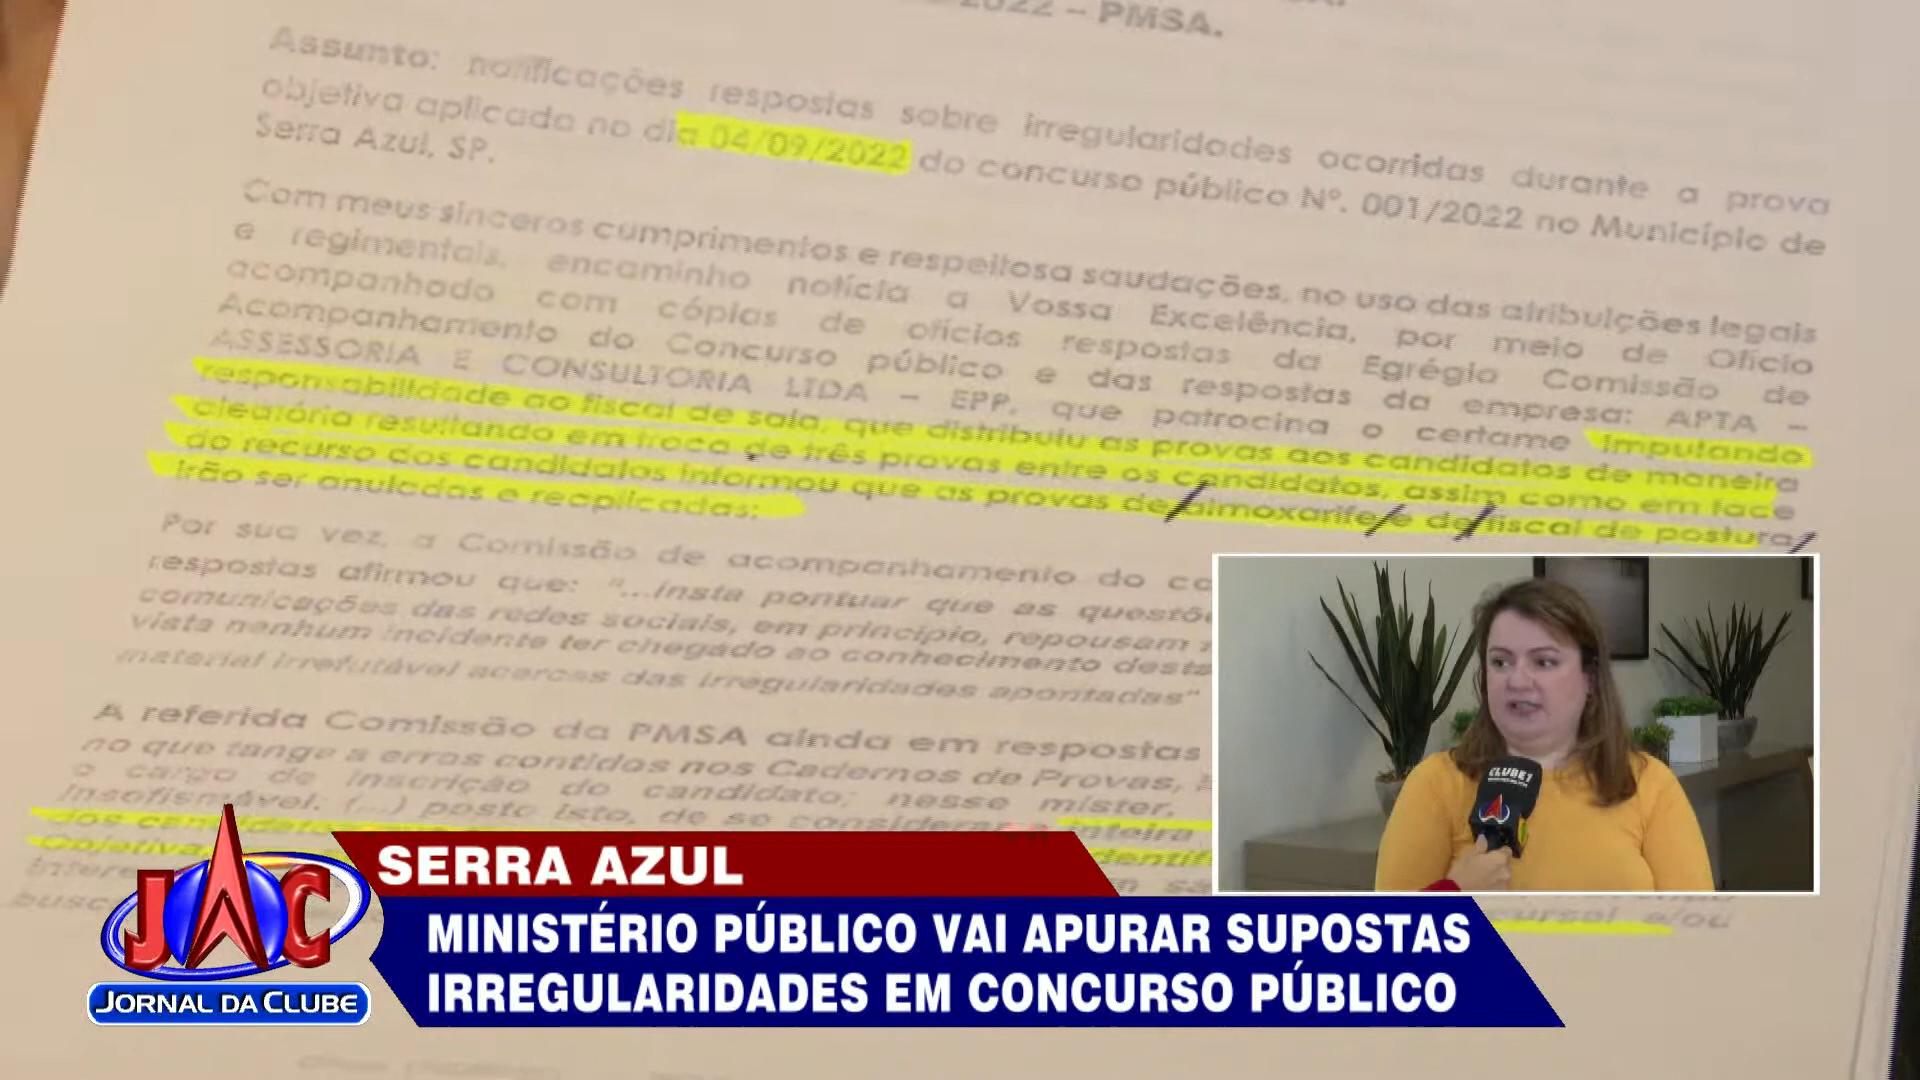 2022 – PMSA.
Assunto: notificações respostas sobre irregularidades ocorridas durante a prova
objetiva aplicada no dia 04/09/2022 do concurso público Nº. 001/2022 no Município de
Serra Azul, SP.
Com meus sinceros cumprimentos e respeitosa saudações, no uso das atribuições legais
e regimentais, encaminho notícia a Vossa Excelência, por meio de Ofício
acompanhado com cópias de ofícios respostas da Egrégia Comissão de
Acompanhamento do Concurso público e das respostas da empresa: APTA –
ASSESSORIA E CONSULTORIA LTDA – EPP, que patrocina o certame imputando
responsabilidade ao fiscal de sala, que distribuiu as provas aos candidatos de maneira
aleatória resultando em troca de três provas entre os candidatos, assim como em face
do recurso dos candidatos informou que as provas de almoxarife e de fiscal de postura
irão ser anuladas e reaplicadas;
Por sua vez, a Comissão de acompanhamento do
respostas afirmou que: "...insta pontuar que as
comunicações das redes sociais, em princípio, repousam
vista nenhum incidente ter chegado ao conhecimento
material irrefutável acercas das irregularidades apontadas"
A referida Comissão da PMSA ainda em respostas
no que tange a erros contidos nos Cadernos de Provas,
o cargo de inscrição do candidato; nesse mister,
insofismável: (...) posto isto, de se considerar inteira
dos candidatos
Objetiva
e/ou
CLUBE1
SERRA AZUL
JAC
JORNAL DA CLUBE
MINISTÉRIO PÚBLICO VAI APURAR SUPOSTAS
IRREGULARIDADES EM CONCURSO PÚBLICO